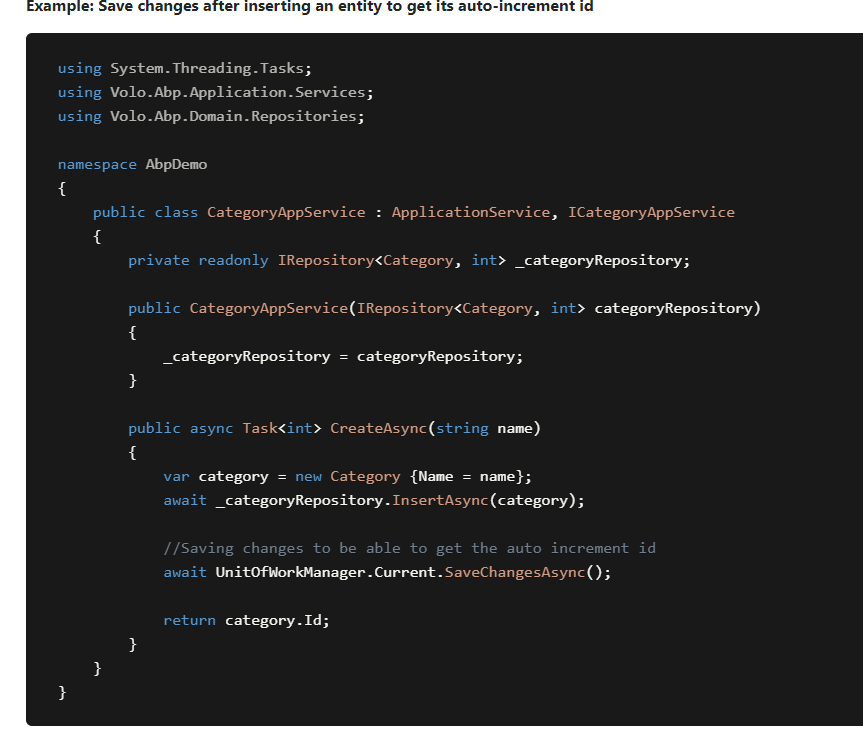 Example: Save changes after inserting an entity to get its auto-increment id
using System.Threading.Tasks;
using Volo.Abp.Application.Services;
using Volo.Abp.Domain.Repositories;
namespace AbpDemo
{
public class CategoryAppService : ApplicationService, ICategoryAppService
{
private readonly IRepository<Category, int> _categoryRepository;
public CategoryAppService(IRepository<Category, int> categoryRepository)
{
_categoryRepository = categoryRepository;
}
public async Task<int> CreateAsync(string name)
{
var category = new Category {Name = name};
await _categoryRepository.InsertAsync(category);
//Saving changes to be able to get the auto increment id
await UnitOfWorkManager.Current.SaveChangesAsync();
return category.Id;
}
}
}